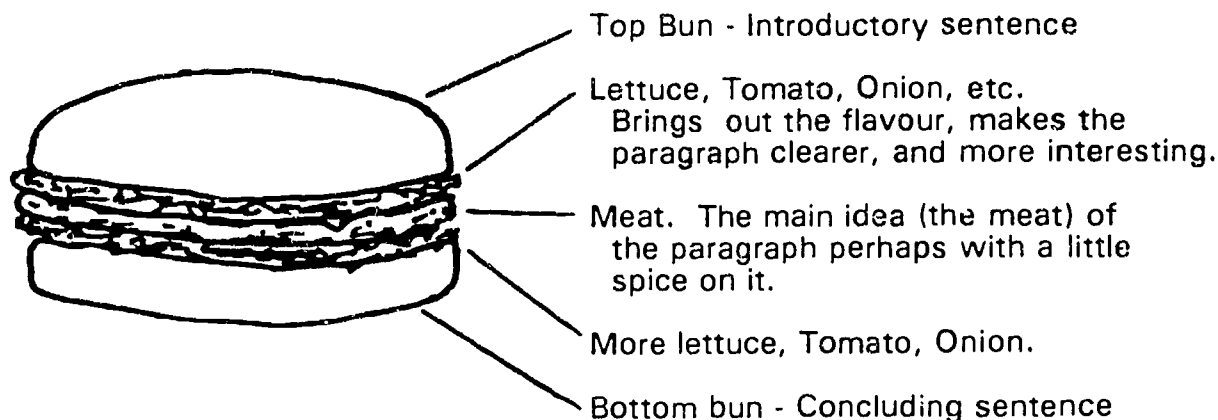 Top Bun - Introductory sentence
Lettuce, Tomato, Onion, etc.
Brings out the flavour, makes the
paragraph clearer, and more interesting.
Meat. The main idea (the meat) of
the paragraph perhaps with a little
spice on it.
More lettuce, Tomato, Onion.
Bottom bun - Concluding sentence